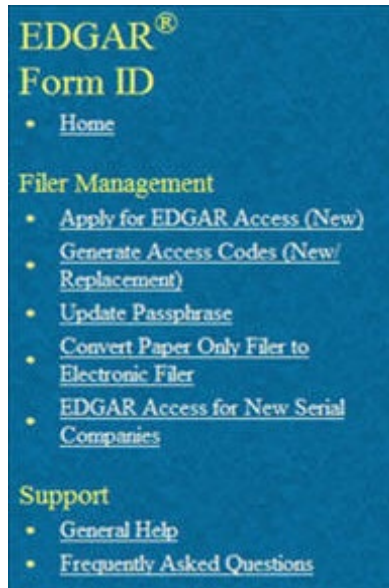 EDGAR®
Form ID
• Home
Filer Management
• Apply for EDGAR Access (New)
• Generate Access Codes (New/
Replacement)
• Update Passphrase
• Convert Paper Only Filer to
Electronic Filer
• EDGAR Access for New Serial
Companies
Support
• General Help
• Frequently Asked Questions